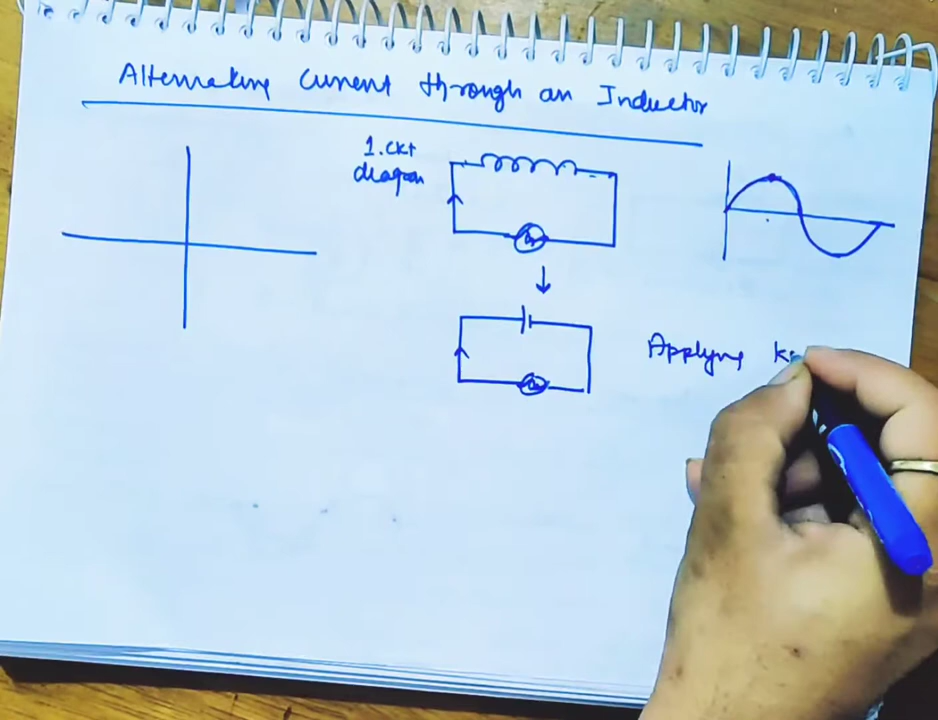 Alternating Current through an Inductor
1. Ckt
diagram
Applying